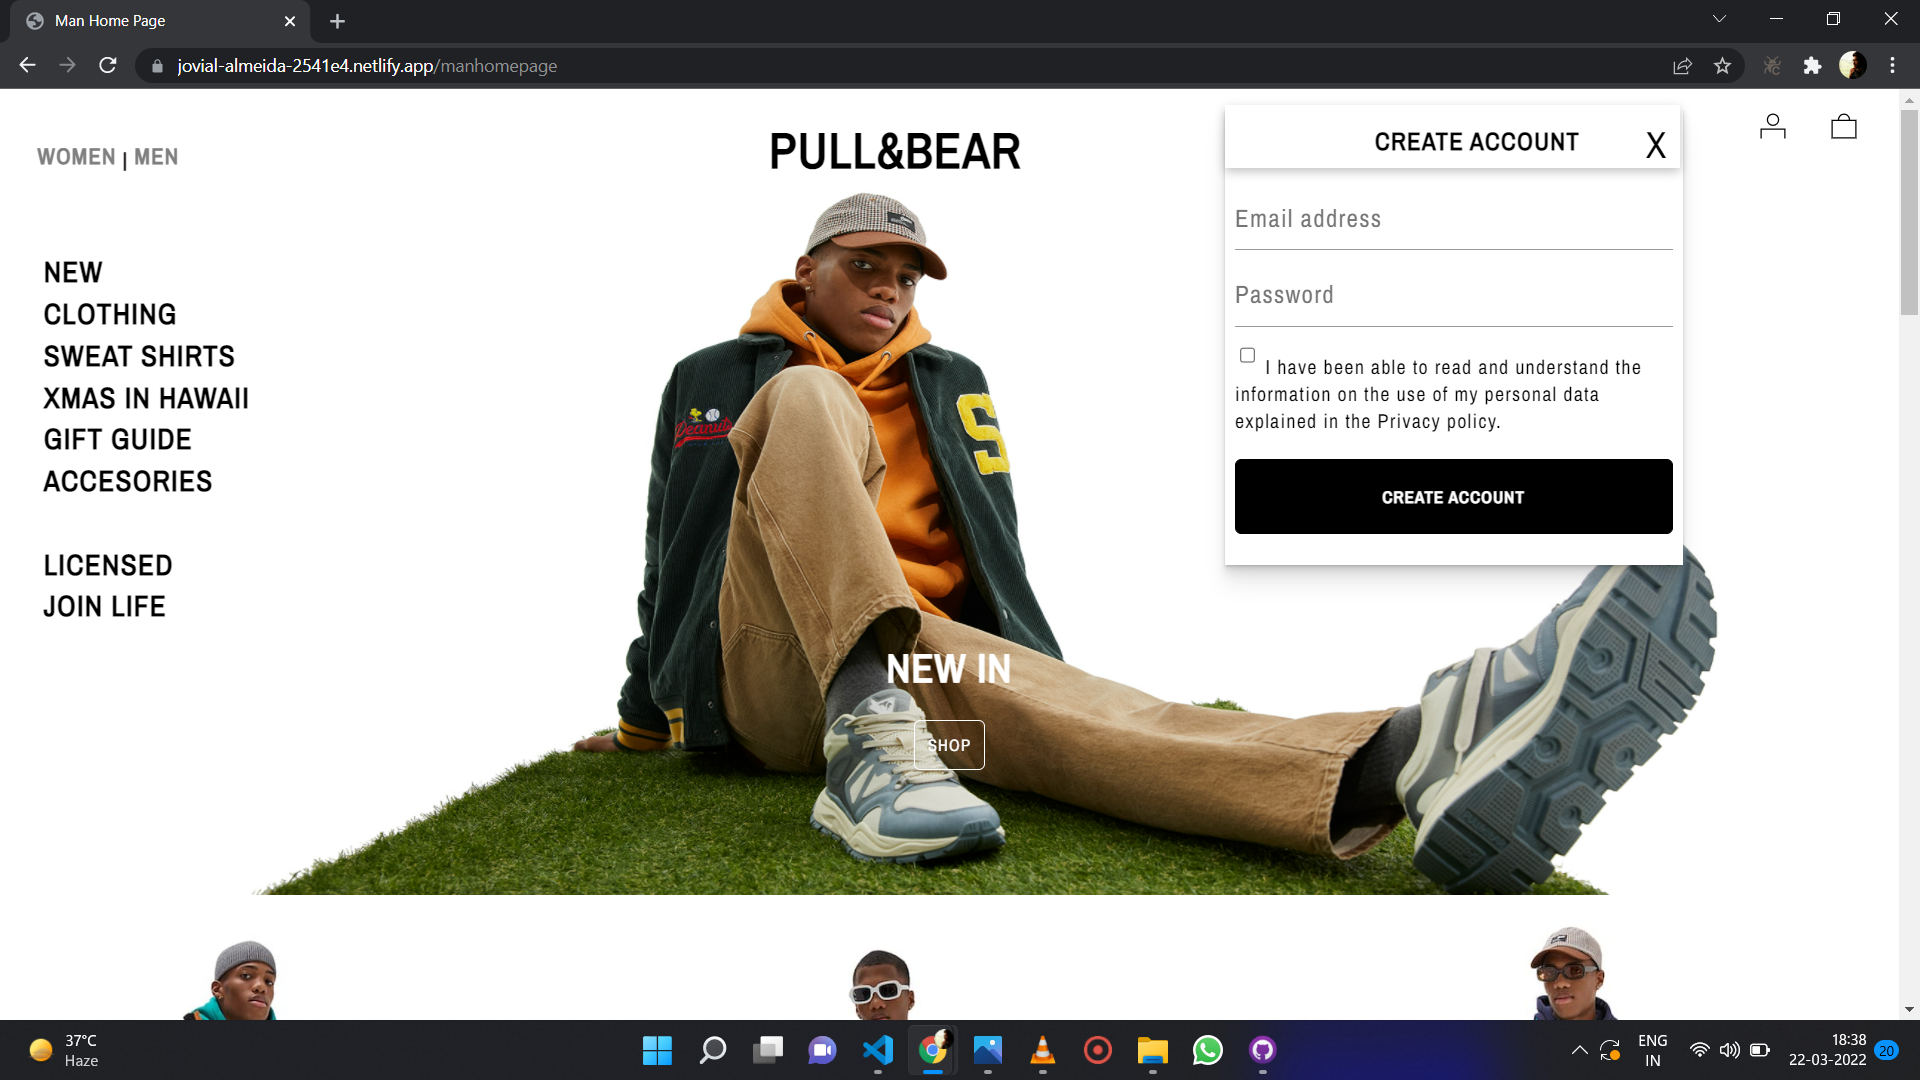 Man Home Page
jovial-almeida-2541e4.netlify.app/manhomepage
WOMEN | MEN
PULL&BEAR
CREATE ACCOUNT X
Email address
Password
I have been able to read and understand the
information on the use of my personal data
explained in the Privacy policy.
CREATE ACCOUNT
NEW
CLOTHING
SWEAT SHIRTS
XMAS IN HAWAII
GIFT GUIDE
ACCESORIES
LICENSED
JOIN LIFE
Peanuts
S
NEW IN
SHOP
37°C
Haze
ENG
IN
18:38
22-03-2022
20